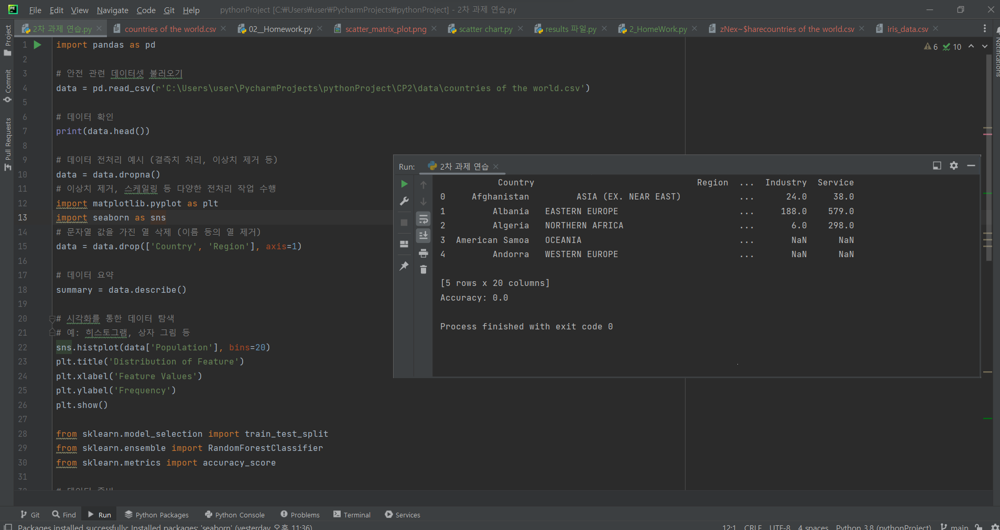 File Edit View Navigate Code Git Help pythonProject [C:₩Users₩user₩PycharmProjects₩pythonProject] - 2차 과제 연습.py
2차 과제 연습.py countries of the world.csv 02__Homework.py scatter_matrix_plot.png scatter chart.py results 파일.py 2_HomeWork.py zNex~$harecountries of the world.csv iris_data.csv
Project
Commit
Pull Requests
Notifications
6 10
1 import pandas as pd
2
3 # 안전 관련 데이터셋 불러오기
4 data = pd.read_csv(r'C:\Users\user\PycharmProjects\pythonProject\CP2\data\countries of the world.csv')
5
6 # 데이터 확인
7 print(data.head())
8
9 # 데이터 전처리 예시 (결측치 처리, 이상치 제거 등)
10 data = data.dropna()
11 # 이상치 제거, 스케일링 등 다양한 전처리 작업 수행
12 import matplotlib.pyplot as plt
13 import seaborn as sns
14 # 문자열 값을 가진 열 삭제 (이름 등의 열 제거)
15 data = data.drop(['Country', 'Region'], axis=1)
16
17 # 데이터 요약
18 summary = data.describe()
19
20 # 시각화를 통한 데이터 탐색
21 # 예: 히스토그램, 상자 그림 등
22 sns.histplot(data['Population'], bins=20)
23 plt.title('Distribution of Feature')
24 plt.xlabel('Feature Values')
25 plt.ylabel('Frequency')
26 plt.show()
27
28 from sklearn.model_selection import train_test_split
29 from sklearn.ensemble import RandomForestClassifier
30 from sklearn.metrics import accuracy_score
31
32 # 데이터 준비
Run: 2차 과제 연습
Country Region ... Industry Service
0 Afghanistan ASIA (EX. NEAR EAST) ... 24.0 38.0
1 Albania EASTERN EUROPE ... 188.0 579.0
2 Algeria NORTHERN AFRICA ... 6.0 298.0
3 American Samoa OCEANIA ... NaN NaN
4 Andorra WESTERN EUROPE ... NaN NaN
[5 rows x 20 columns]
Accuracy: 0.0
Process finished with exit code 0
Git Find Run Python Packages Python Console Problems Terminal Services
Packages installed successfully: Installed packages: 'seaborn' (yesterday 오후 11:36) 12:1 CRLF UTF-8 4 spaces Python 3.8 (pythonProject) main